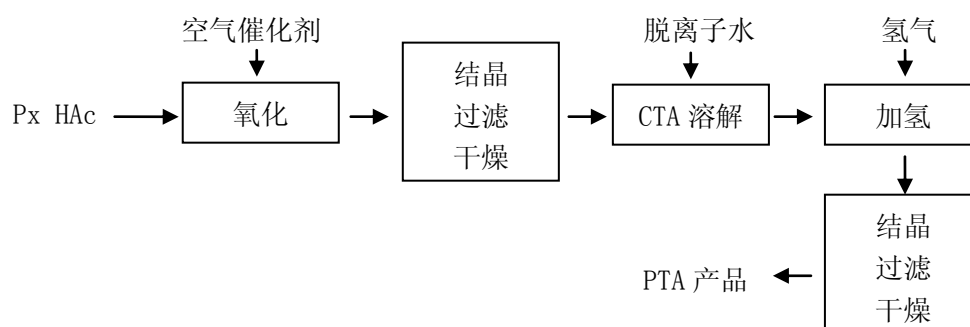 空气催化剂
脱离子水
氢气
Px HAc
氧化
结晶
过滤
干燥
CTA 溶解
加氢
结晶
过滤
干燥
PTA 产品